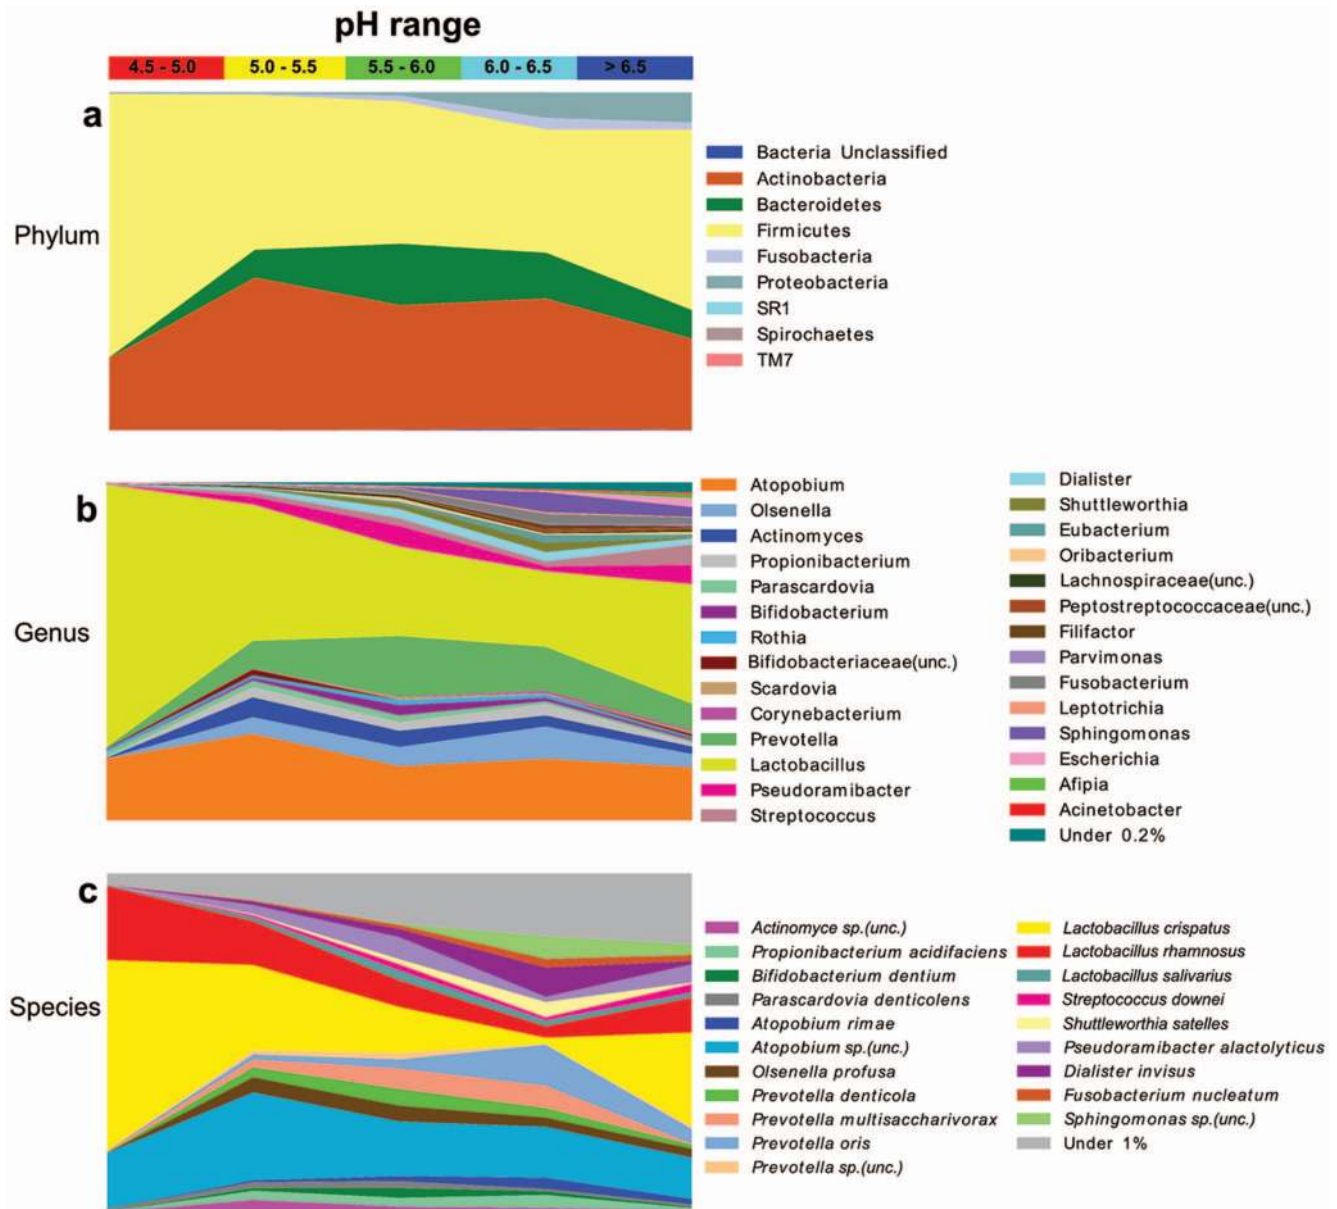 pH range
4.5 - 5.0 5.0 - 5.5 5.5 - 6.0 6.0 - 6.5 > 6.5
a
Phylum
Bacteria Unclassified
Actinobacteria
Bacteroidetes
Firmicutes
Fusobacteria
Proteobacteria
SR1
Spirochaetes
TM7
b
Genus
Atopobium
Olsenella
Actinomyces
Propionibacterium
Parascardovia
Bifidobacterium
Rothia
Bifidobacteriaceae(unc.)
Scardovia
Corynebacterium
Prevotella
Lactobacillus
Pseudoramibacter
Streptococcus
Dialister
Shuttleworthia
Eubacterium
Oribacterium
Lachnospiraceae(unc.)
Peptostreptococcaceae(unc.)
Filifactor
Parvimonas
Fusobacterium
Leptotrichia
Sphingomonas
Escherichia
Afipia
Acinetobacter
Under 0.2%
c
Species
Actinomyce sp.(unc.)
Propionibacterium acidifaciens
Bifidobacterium dentium
Parascardovia denticolens
Atopobium rimae
Atopobium sp.(unc.)
Olsenella profusa
Prevotella denticola
Prevotella multisaccharivorax
Prevotella oris
Prevotella sp.(unc.)
Lactobacillus crispatus
Lactobacillus rhamnosus
Lactobacillus salivarius
Streptococcus downei
Shuttleworthia satelles
Pseudoramibacter alactolyticus
Dialister invisus
Fusobacterium nucleatum
Sphingomonas sp.(unc.)
Under 1%